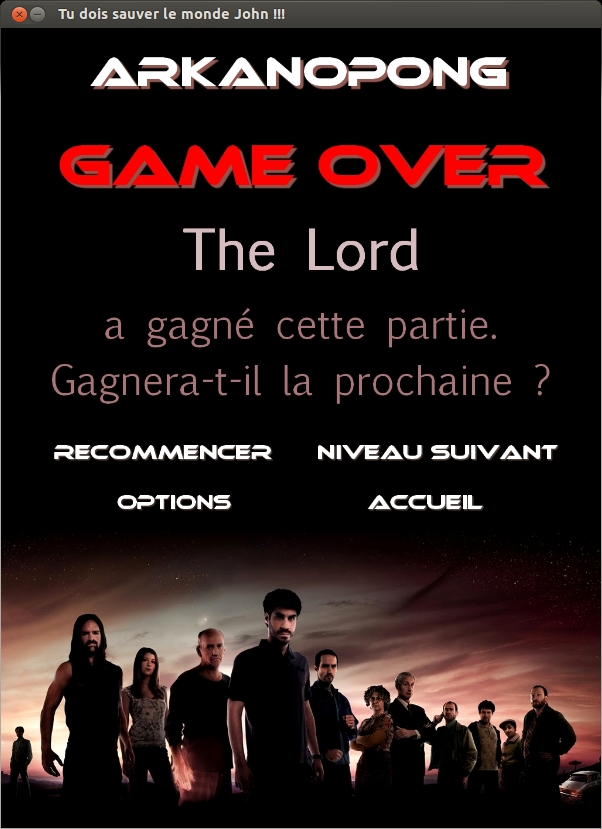 Tu dois sauver le monde John !!!
ARKANOPONG
GAME OVER
The Lord
a gagné cette partie.
Gagnera-t-il la prochaine ?
RECOMMENCER NIVEAU SUIVANT
OPTIONS ACCUEIL